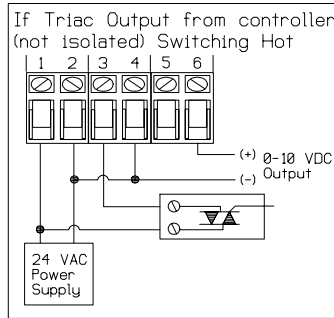 If Triac Output from controller
(not isolated) Switching Hot
1 2 3 4 5 6
(+) 0-10 VDC
(-) Output
24 VAC
Power
Supply